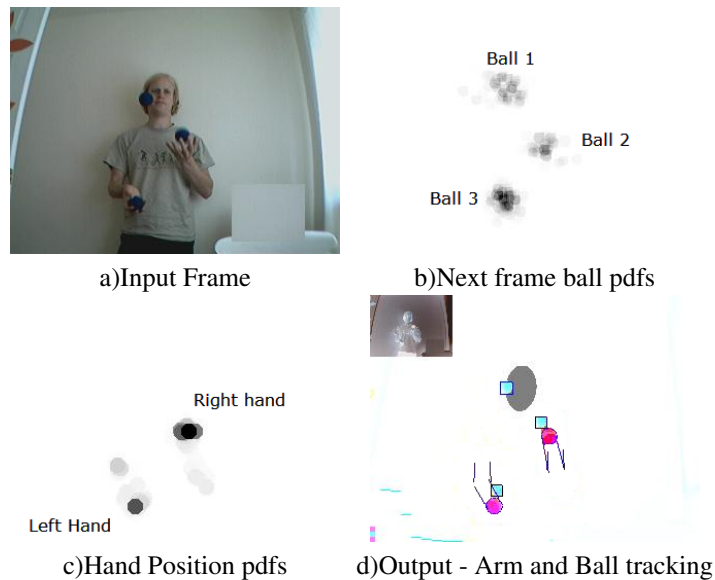 Ball 1
Ball 2
Ball 3
a)Input Frame
b)Next frame ball pdfs
Right hand
Left Hand
c)Hand Position pdfs
d)Output - Arm and Ball tracking